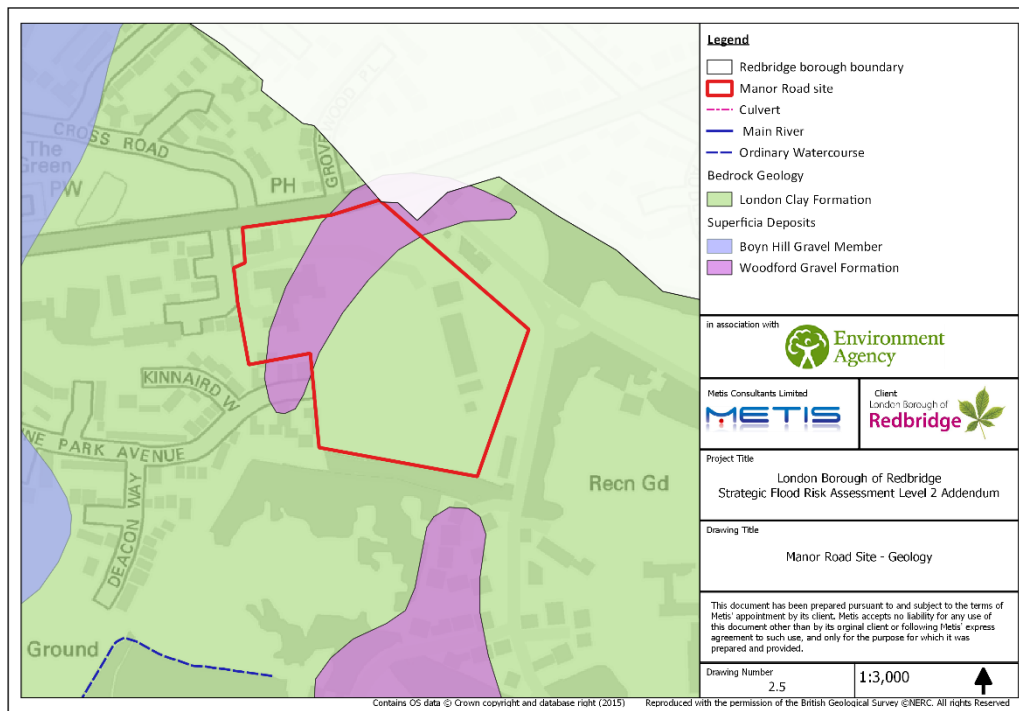 CROSS ROAD
The
Green
PW
PH
KINNAIRD W
NE PARK AVENUE
DEACON WAY
Recn Gd
Ground
Legend
Redbridge borough boundary
Manor Road site
Culvert
Main River
Ordinary Watercourse
Bedrock Geology
London Clay Formation
Superficia Deposits
Boyn Hill Gravel Member
Woodford Gravel Formation
in association with
Environment
Agency
Metis Consultants Limited
METIS
Client
London Borough of
Redbridge
Project Title
London Borough of Redbridge
Strategic Flood Risk Assessment Level 2 Addendum
Drawing Title
Manor Road Site - Geology
This document has been prepared pursuant to and subject to the terms of
Metis' appointment by its client. Metis accepts no liability for any use of
this document other than by its orginal client or following Metis' express
agreement to such use, and only for the purpose for which it was
prepared and provided.
Drawing Number
2.5
1:3,000
Contains OS data © Crown copyright and database right (2015) Reproduced with the permission of the British Geological Survey ©NERC. All rights Reserved